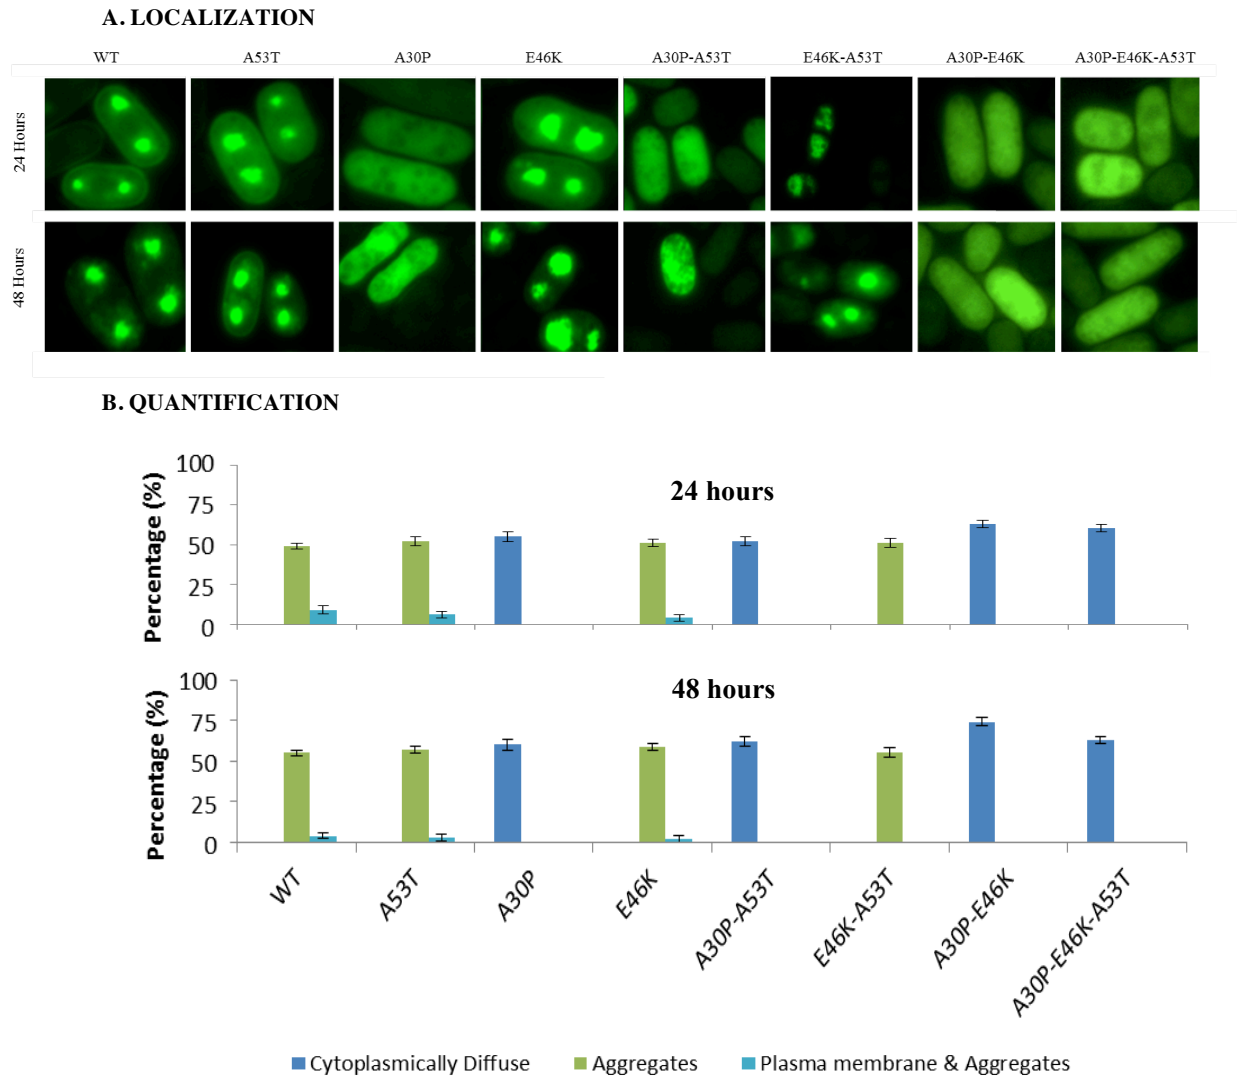 A. LOCALIZATION
WT A53T A30P E46K A30P-A53T E46K-A53T A30P-E46K A30P-E46K-A53T
24 Hours
48 Hours
B. QUANTIFICATION
24 hours
Percentage (%)
100
75
50
25
0
48 hours
Percentage (%)
100
75
50
25
0
WT A53T A30P E46K A30P-A53T E46K-A53T A30P-E46K A30P-E46K-A53T
Cytoplasmically Diffuse Aggregates Plasma membrane & Aggregates